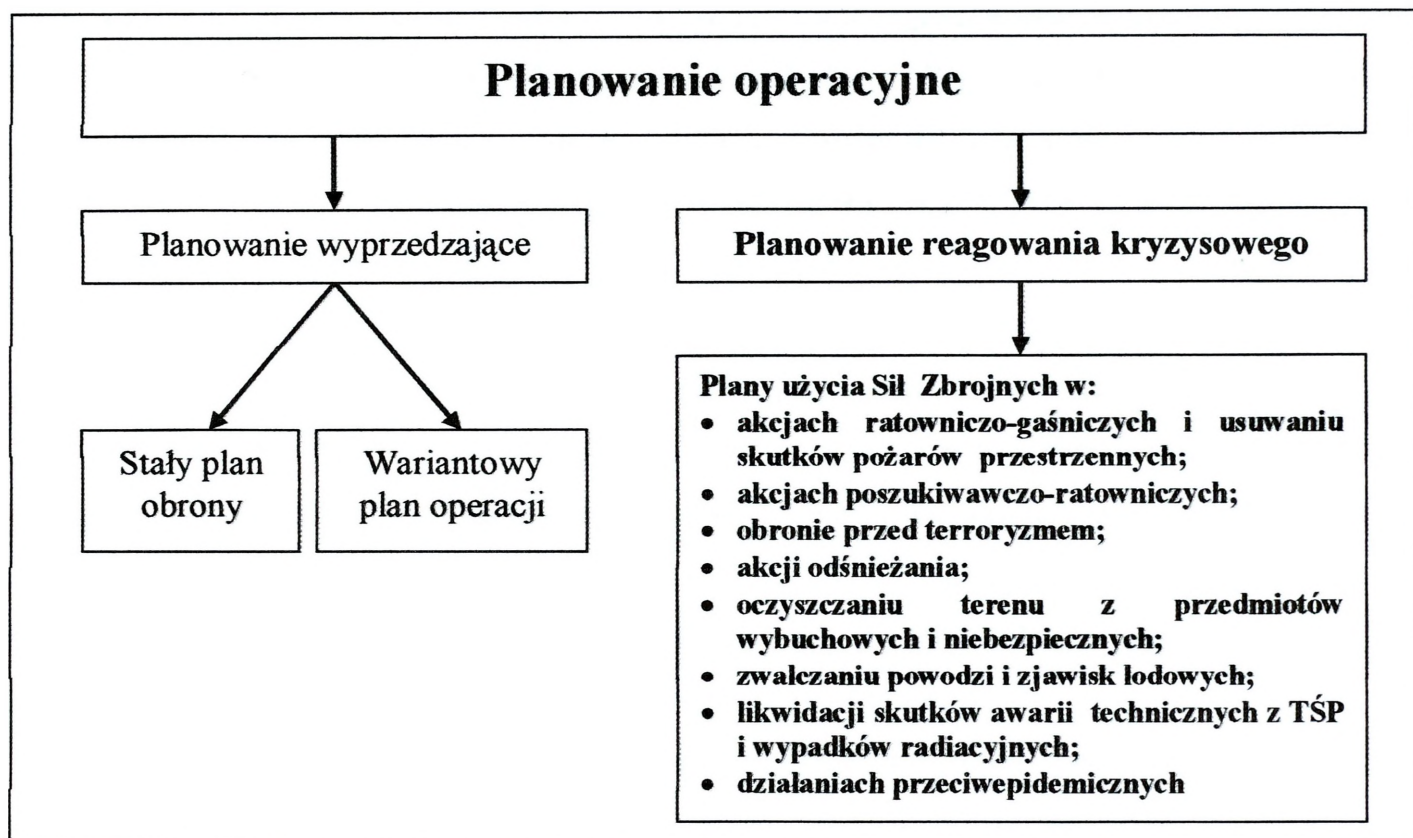 Planowanie operacyjne
Planowanie wyprzedzające
Planowanie reagowania kryzysowego
Stały plan
obrony
Wariantowy
plan operacji
Plany użycia Sił Zbrojnych w:
• akcjach ratowniczo-gaśniczych i usuwaniu
skutków pożarów przestrzennych;
• akcjach poszukiwawczo-ratowniczych;
• obronie przed terroryzmem;
• akcji odśnieżania;
• oczyszczaniu terenu z przedmiotów
wybuchowych i niebezpiecznych;
• zwalczaniu powodzi i zjawisk lodowych;
• likwidacji skutków awarii technicznych z TŚP
i wypadków radiacyjnych;
• działaniach przeciwepidemicznych